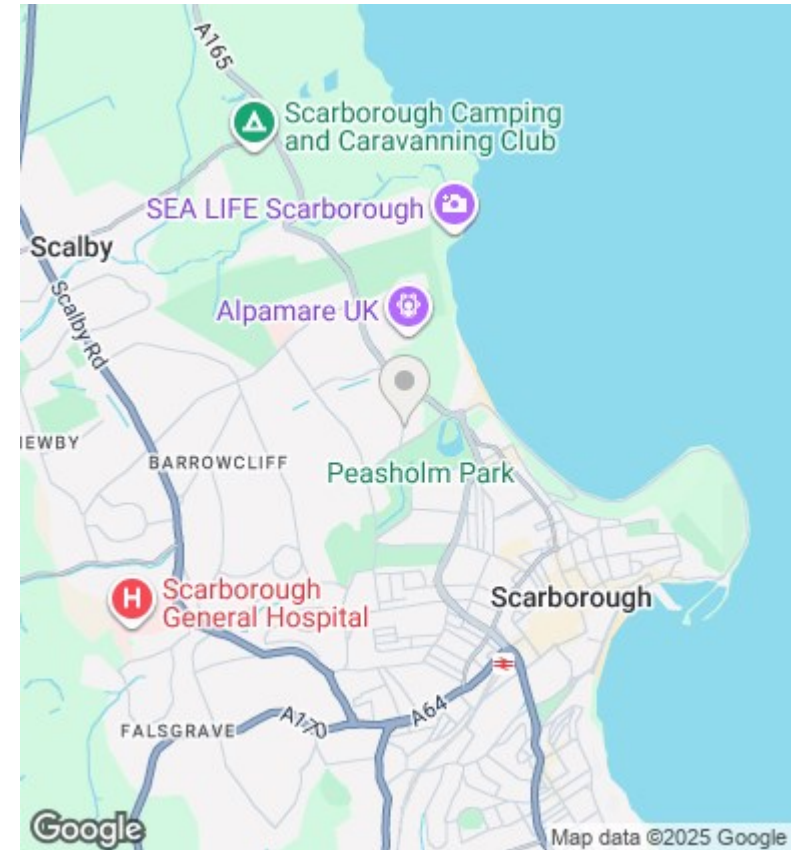 A165
Scarborough Camping
and Caravanning Club
SEA LIFE Scarborough
Scalby
Alpamare UK
Scalby Rd
EWBY
BARROWCLIFF
Peasholm Park
Scarborough
General Hospital
Scarborough
H
FALSGRAVE
A170
A64
Google
Map data ©2025 Google